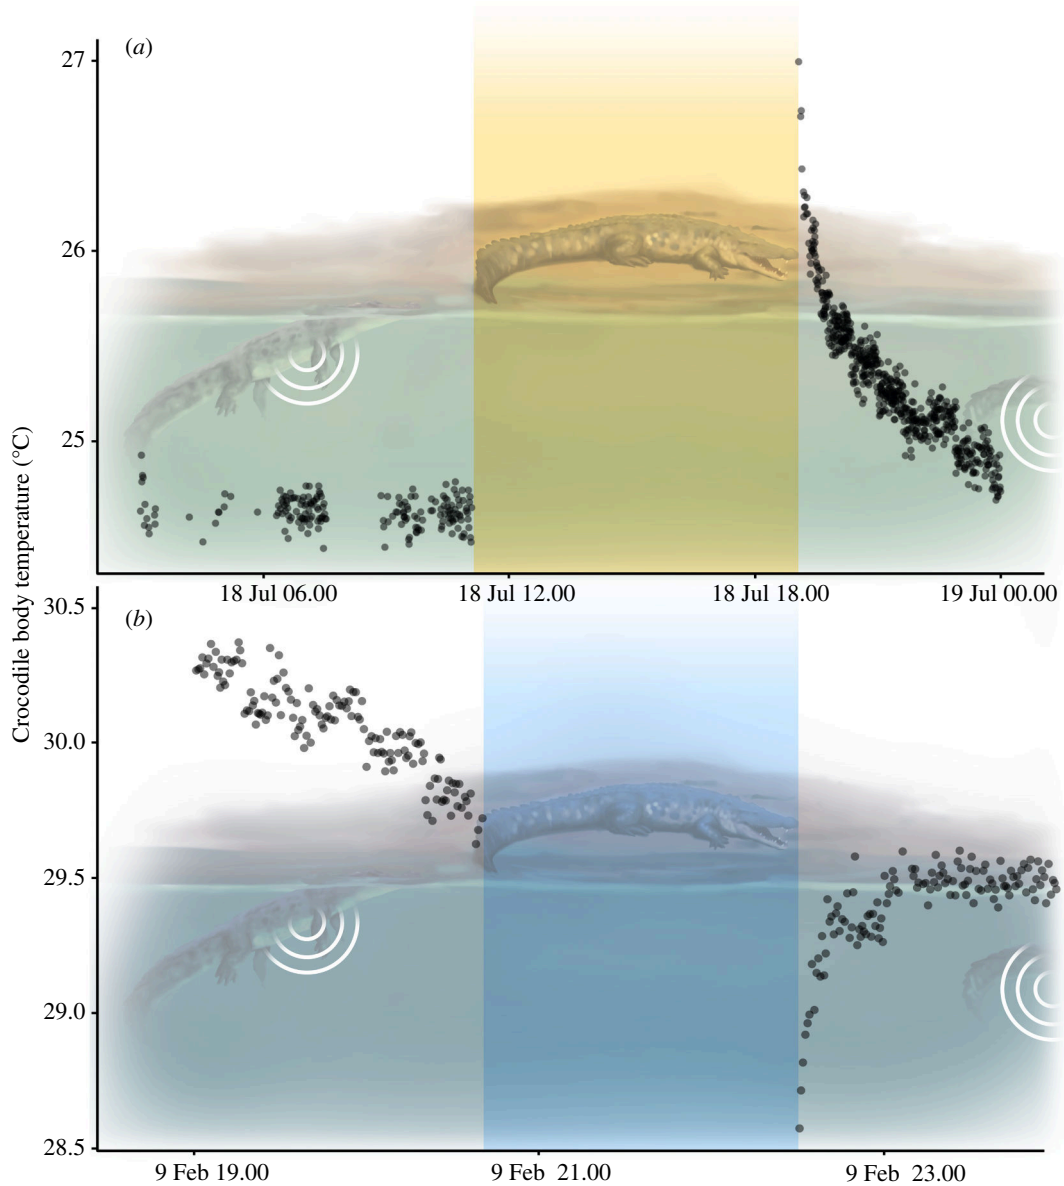 (a)
27
26
25
18 Jul 06.00
18 Jul 12.00
18 Jul 18.00
19 Jul 00.00
Crocodile body temperature (°C)
(b)
30.5
30.0
29.5
29.0
28.5
9 Feb 19.00
9 Feb 21.00
9 Feb 23.00